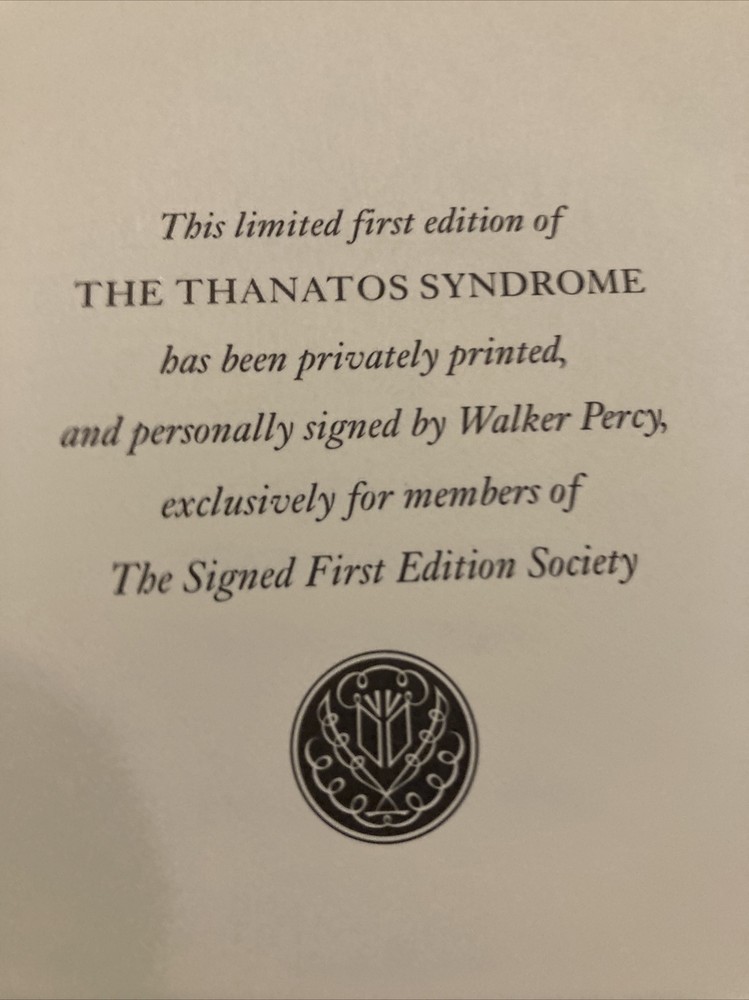 This limited first edition of
THE THANATOS SYNDROME
has been privately printed,
and personally signed by Walker Percy,
exclusively for members of
The Signed First Edition Society